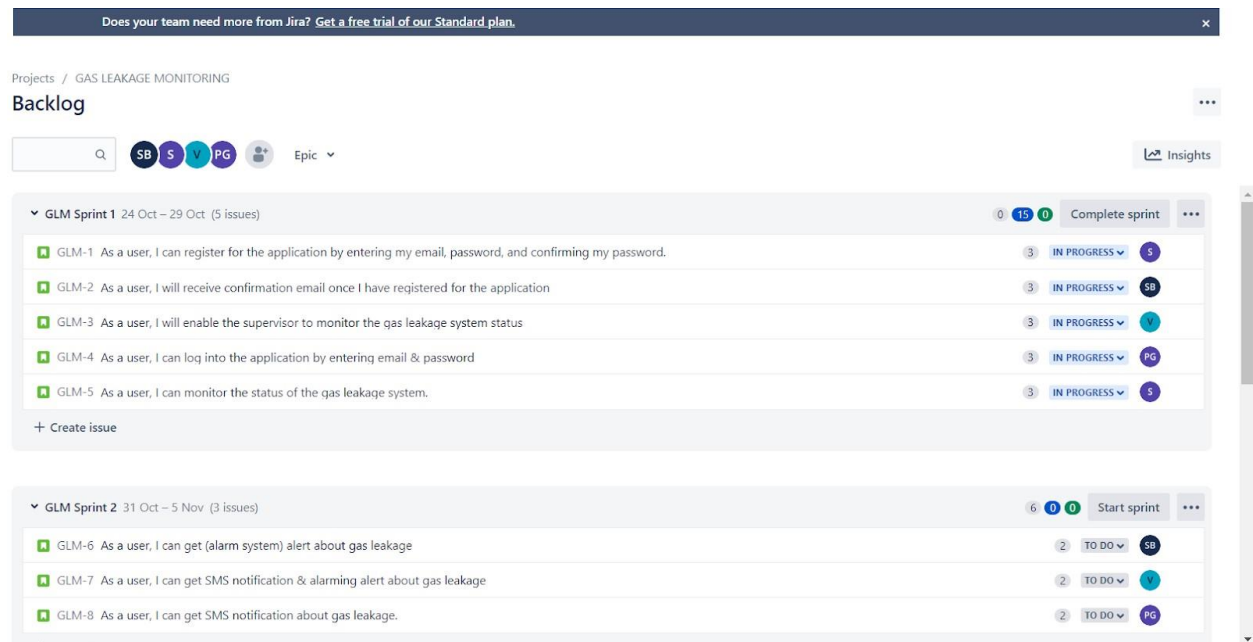 Does your team need more from Jira? Get a free trial of our Standard plan. ×
Projects / GAS LEAKAGE MONITORING
Backlog
SB S V PG Epic Insights
GLM Sprint 1 24 Oct – 29 Oct (5 issues) 0 15 0 Complete sprint
GLM-1 As a user, I can register for the application by entering my email, password, and confirming my password. 3 IN PROGRESS S
GLM-2 As a user, I will receive confirmation email once I have registered for the application 3 IN PROGRESS SB
GLM-3 As a user, I will enable the supervisor to monitor the gas leakage system status 3 IN PROGRESS V
GLM-4 As a user, I can log into the application by entering email & password 3 IN PROGRESS PG
GLM-5 As a user, I can monitor the status of the gas leakage system. 3 IN PROGRESS S
+ Create issue
GLM Sprint 2 31 Oct – 5 Nov (3 issues) 6 0 0 Start sprint
GLM-6 As a user, I can get (alarm system) alert about gas leakage 2 TO DO SB
GLM-7 As a user, I can get SMS notification & alarming alert about gas leakage 2 TO DO V
GLM-8 As a user, I can get SMS notification about gas leakage. 2 TO DO PG